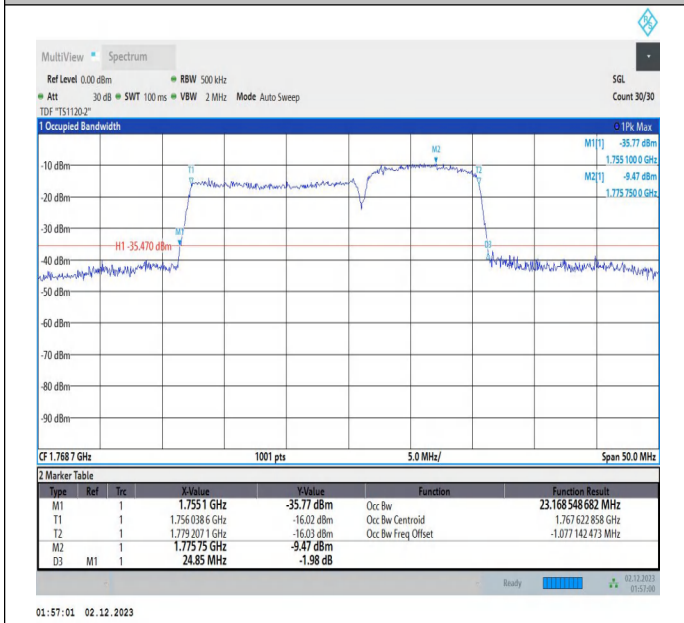 MultiView Spectrum
Ref Level 0.00 dBm RBW 500 kHz SGL
Att 30 dB SWT 100 ms VBW 2 MHz Mode Auto Sweep Count 30/30
TDF "TS1120-2"
1 Occupied Bandwidth 1Pk Max
M1[1] -35.77 dBm
1.755 100 0 GHz
M2[1] -9.47 dBm
1.775 750 0 GHz
M2
T1
T2
-10 dBm
-20 dBm
-30 dBm
M1
H1 -35.470 dBm
D3
-40 dBm
-50 dBm
-60 dBm
-70 dBm
-80 dBm
-90 dBm
CF 1.768 7 GHz 1001 pts 5.0 MHz/ Span 50.0 MHz
2 Marker Table
Type Ref Trc X-Value Y-Value Function Function Result
M1 1 1.755 1 GHz -35.77 dBm Occ Bw 23.168 548 682 MHz
T1 1 1.756 038 6 GHz -16.02 dBm Occ Bw Centroid 1.767 622 858 GHz
T2 1 1.779 207 1 GHz -16.03 dBm Occ Bw Freq Offset -1.077 142 473 MHz
M2 1 1.775 75 GHz -9.47 dBm
D3 M1 1 24.85 MHz -1.98 dB
Ready 02.12.2023
01:57:00
01:57:01 02.12.2023